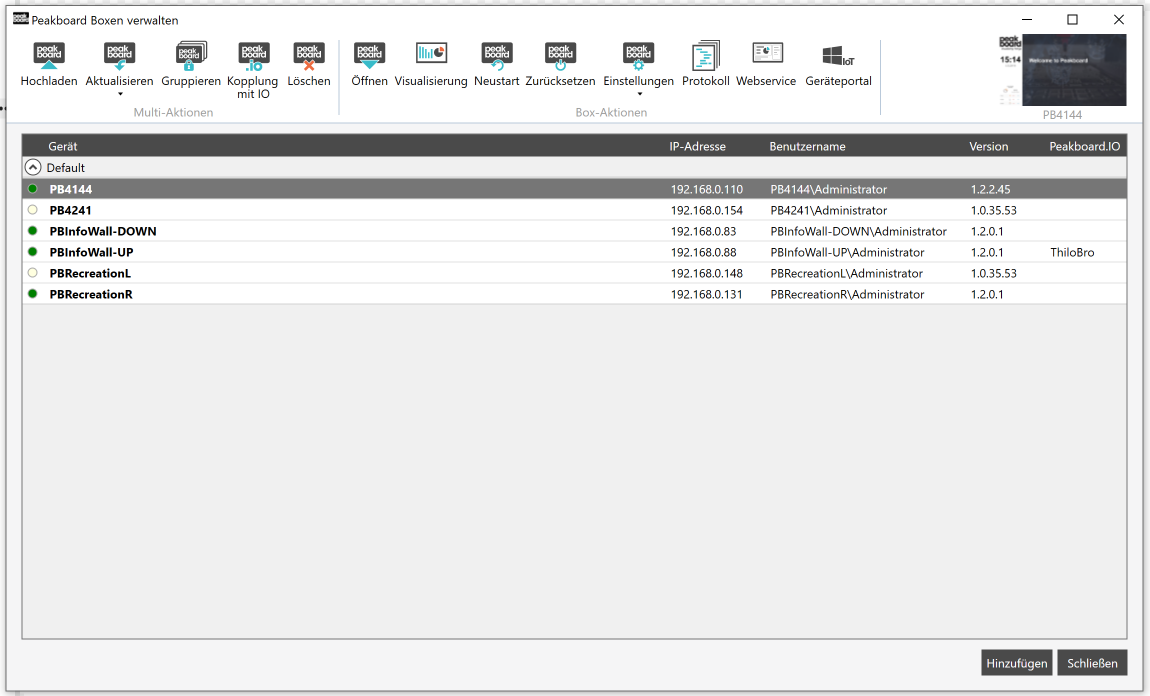 Peakboard Boxen verwalten
Hochladen Aktualisieren Gruppieren Kopplung mit IO Löschen Öffnen Visualisierung Neustart Zurücksetzen Einstellungen Protokoll Webservice Geräteportal
Multi-Aktionen Box-Aktionen
15:14 Welcome to Peakboard
PB4144
Gerät IP-Adresse Benutzername Version Peakboard.IO
Default
PB4144 192.168.0.110 PB4144\Administrator 1.2.2.45
PB4241 192.168.0.154 PB4241\Administrator 1.0.35.53
PBInfoWall-DOWN 192.168.0.83 PBInfoWall-DOWN\Administrator 1.2.0.1
PBInfoWall-UP 192.168.0.88 PBInfoWall-UP\Administrator 1.2.0.1 ThiloBro
PBRecreationL 192.168.0.148 PBRecreationL\Administrator 1.0.35.53
PBRecreationR 192.168.0.131 PBRecreationR\Administrator 1.2.0.1
Hinzufügen Schließen